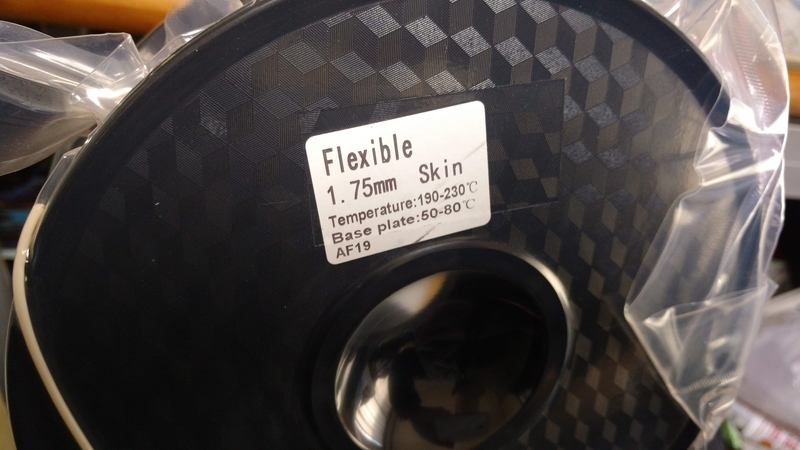 Flexible
1.75mm Skin
Temperature:190-230℃
Base plate:50-80℃
AF19